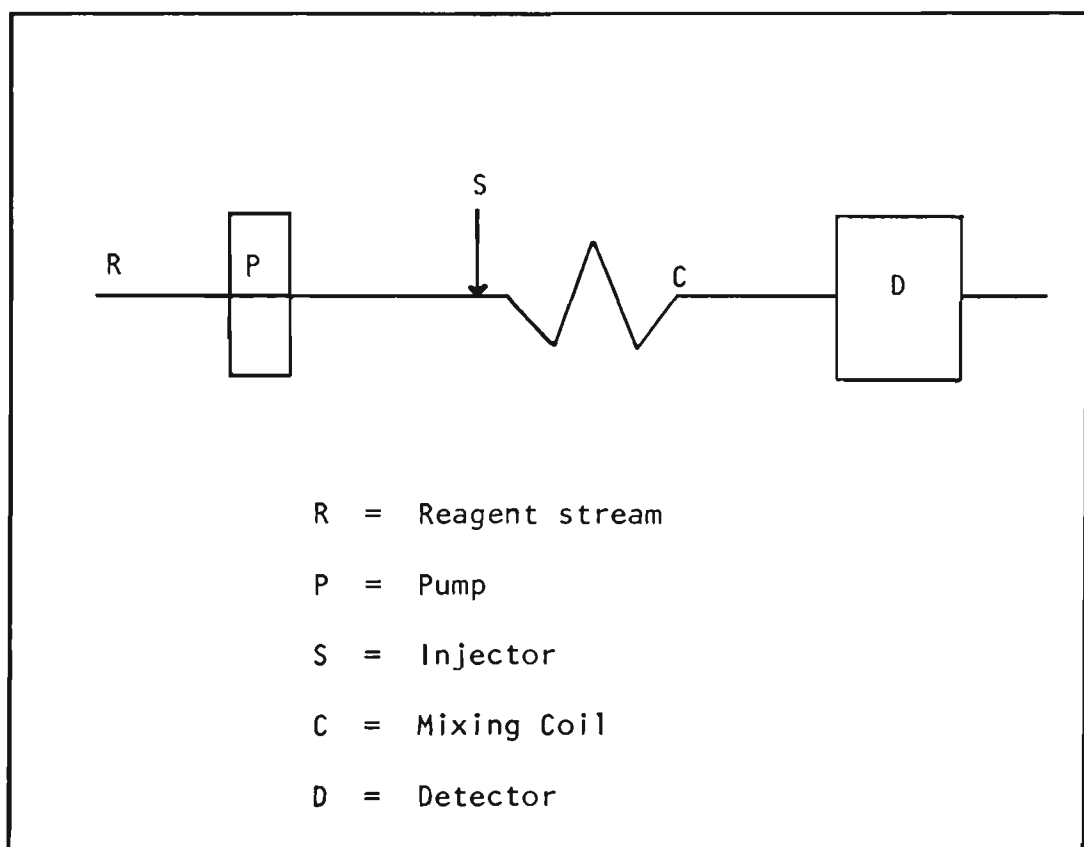 S
R
P
C
D
R = Reagent stream
P = Pump
S = Injector
C = Mixing Coil
D = Detector